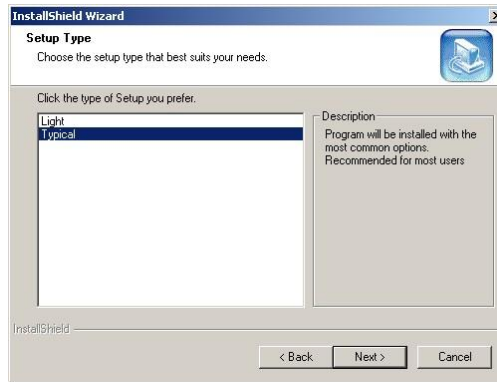 InstallShield Wizard
Setup Type
Choose the setup type that best suits your needs.
Click the type of Setup you prefer.
Light
Typical
Description
Program will be installed with the
most common options.
Recommended for most users
InstallShield
< Back
Next >
Cancel